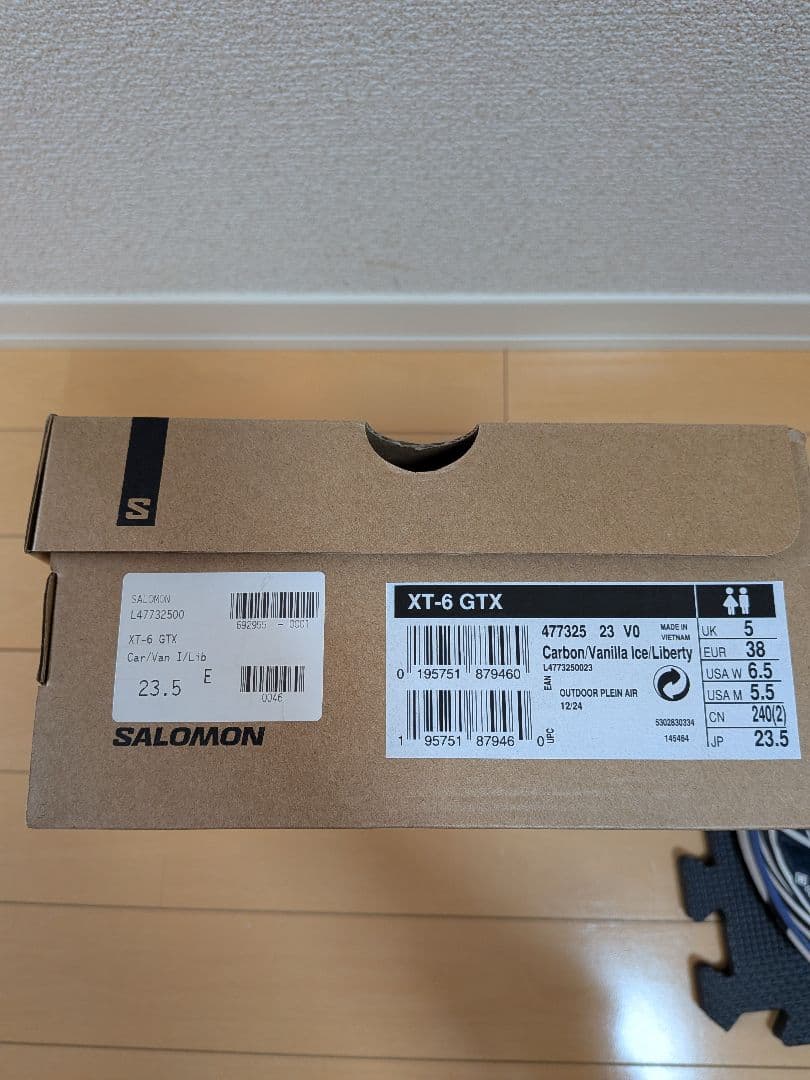 S
SALOMON
L47732500
692955 - 0001
XT-6 GTX
Car/Van I/Lib
23.5 E
0046
SALOMON
XT-6 GTX
477325 23 V0
MADE IN
VIETNAM
Carbon/Vanilla Ice/Liberty
L4773250023
0 195751 879460
EAN
OUTDOOR PLEIN AIR
12/24
5302830334
145464
1 95751 87946 0
UPC
UK 5
EUR 38
USA W 6.5
USA M 5.5
CN 240(2)
JP 23.5